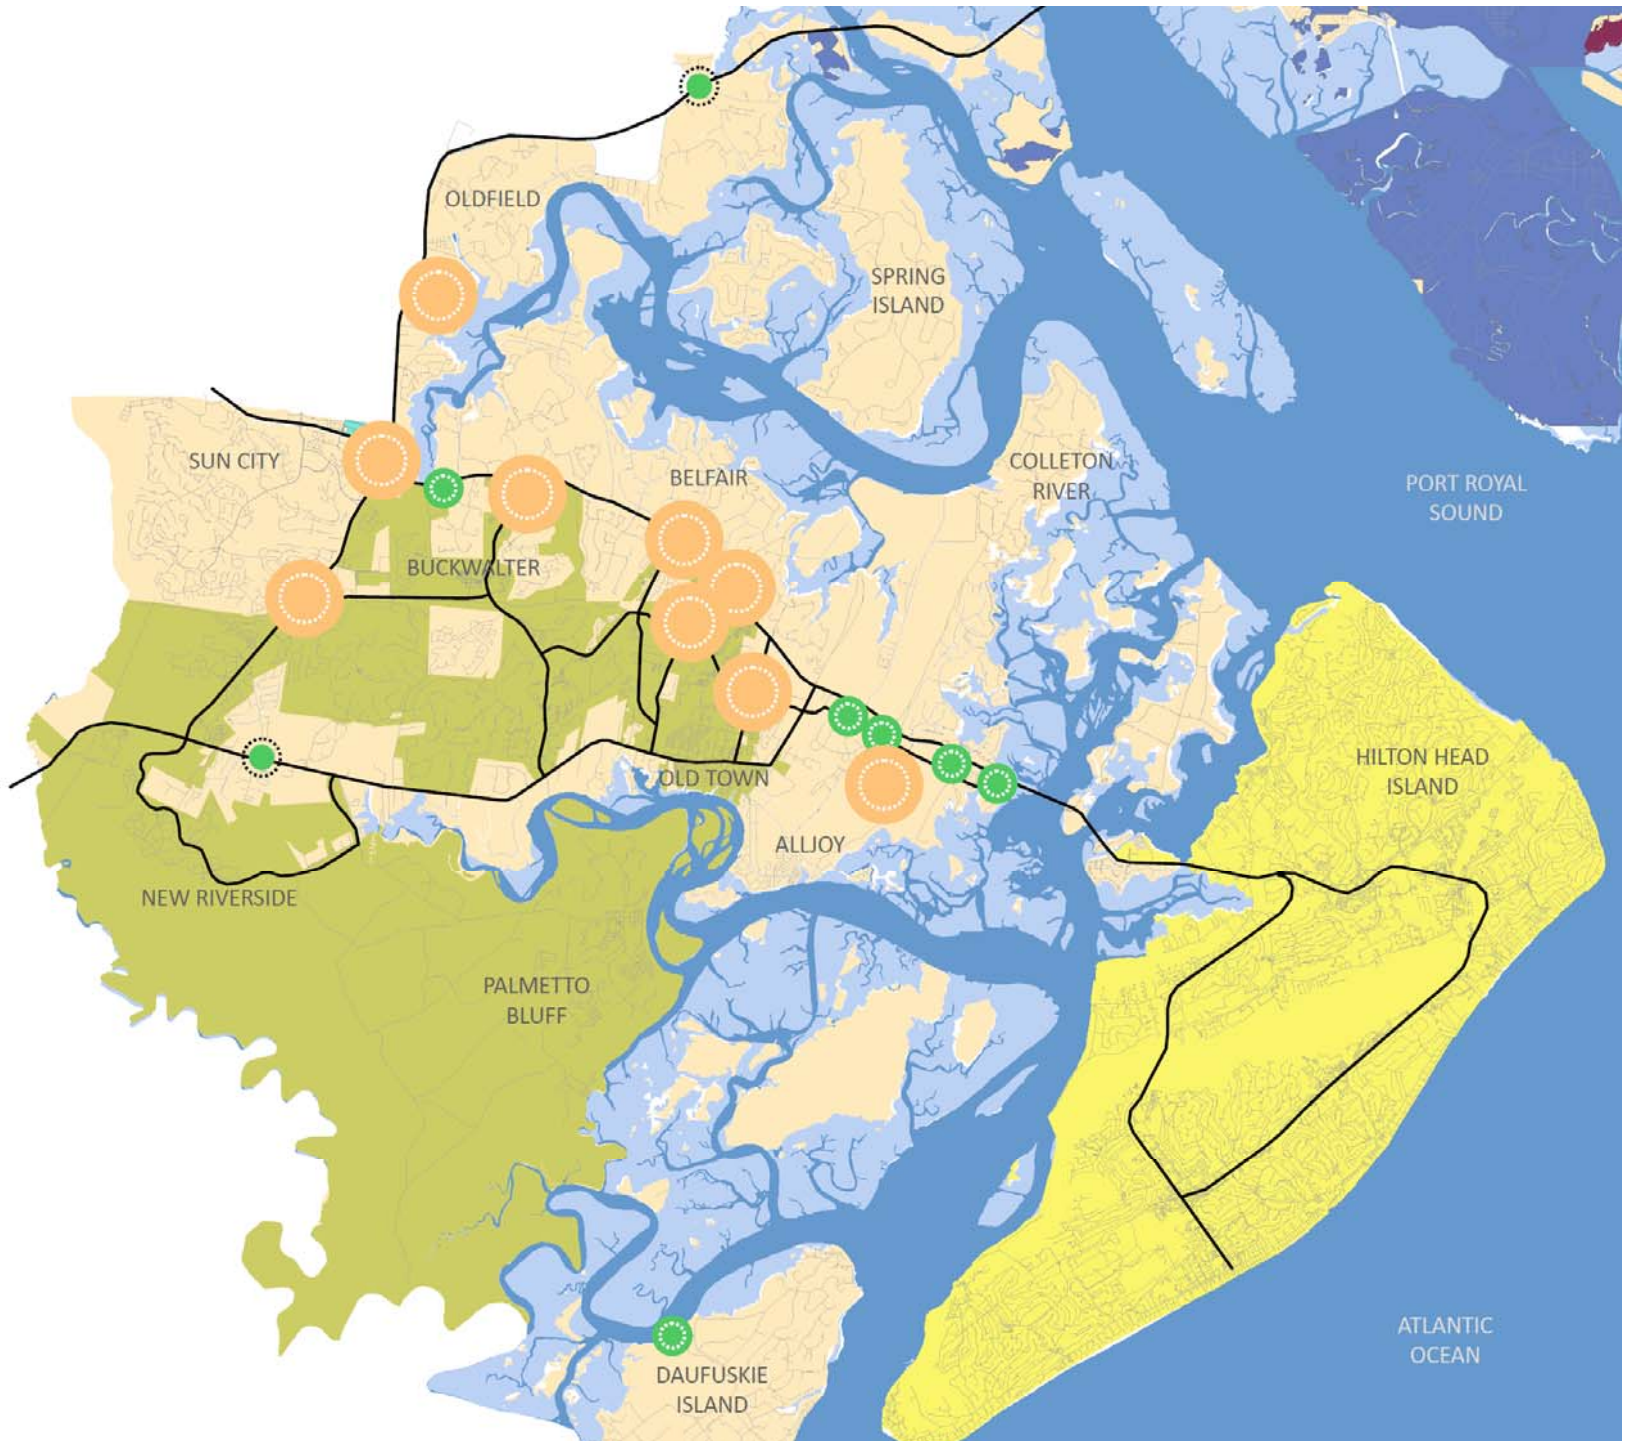 OLDFIELD
SPRING
ISLAND
SUN CITY
BELFAIR
COLLETON
RIVER
PORT ROYAL
SOUND
BUCKWALTER
HILTON HEAD
ISLAND
OLD TOWN
ALLJOY
NEW RIVERSIDE
PALMETTO
BLUFF
ATLANTIC
OCEAN
DAUFUSKIE
ISLAND